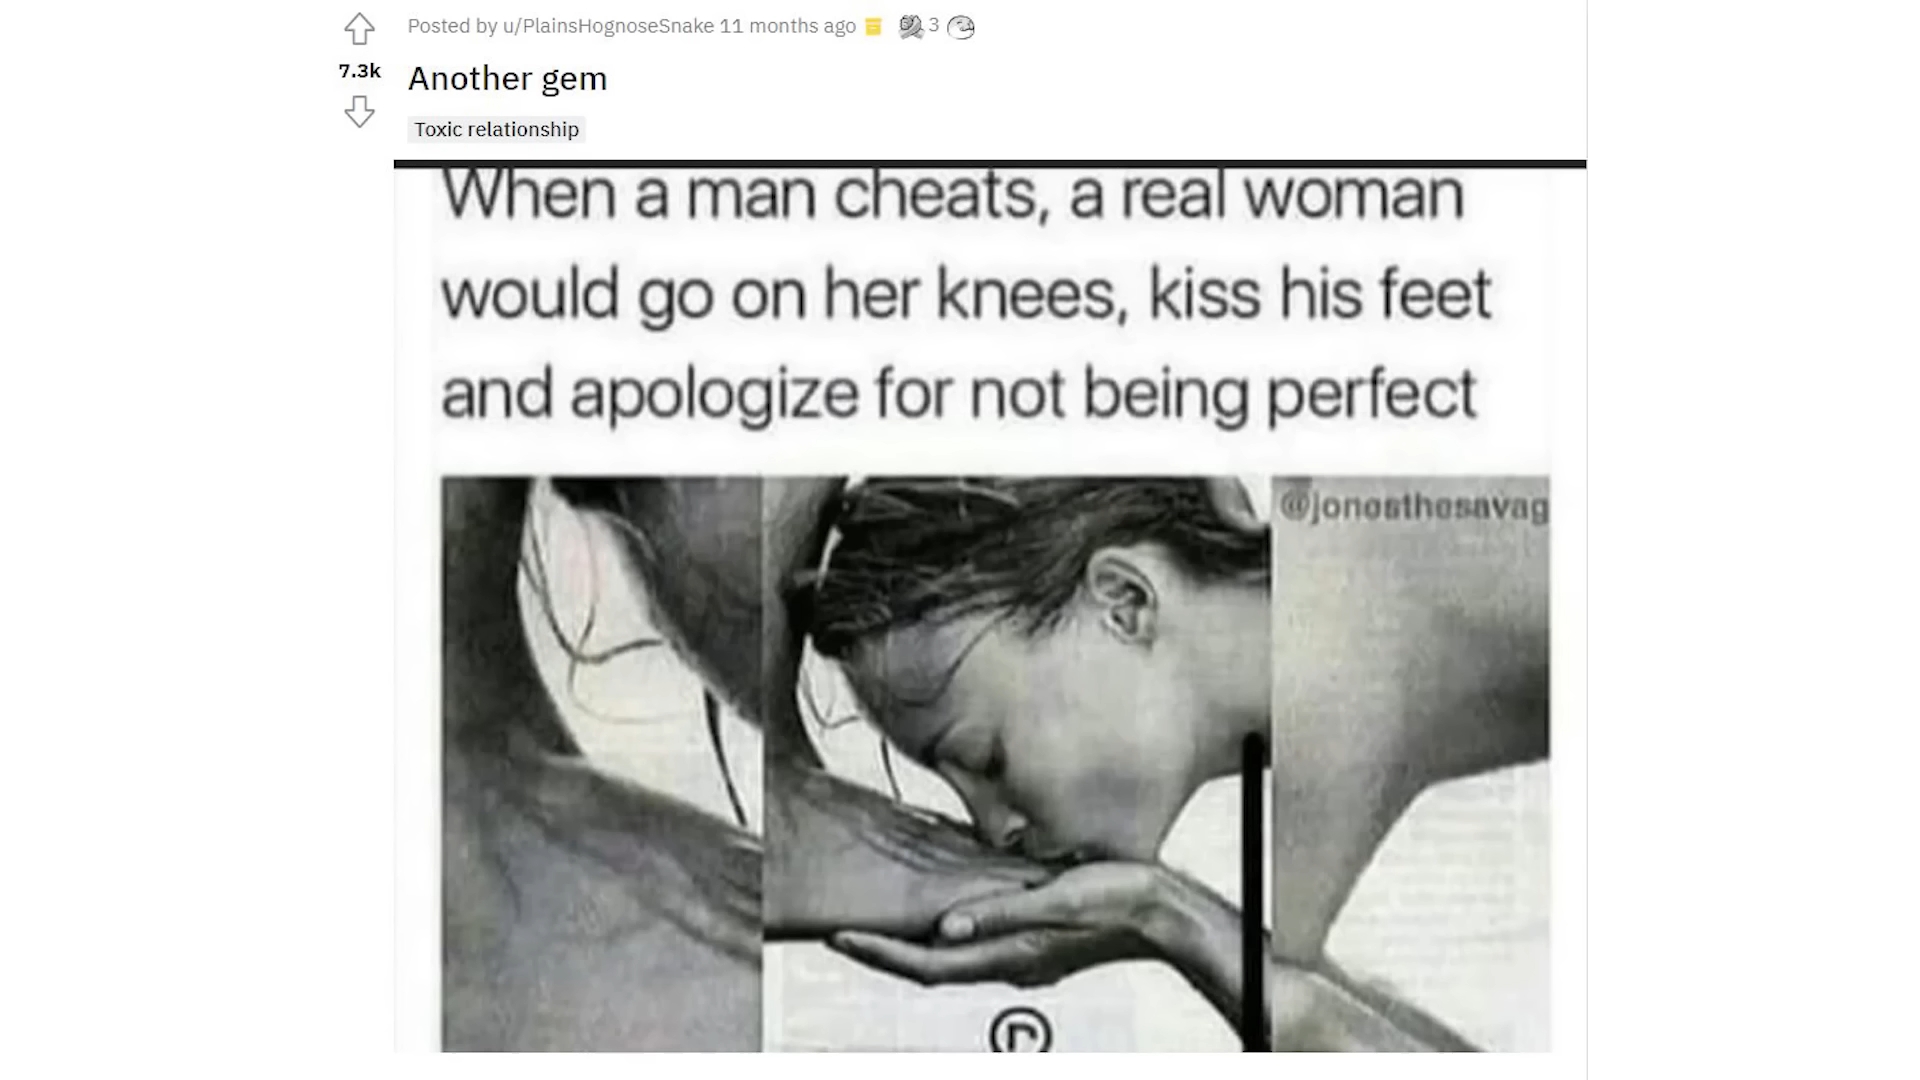 Posted by u/PlainsHognoseSnake 11 months ago 3
7.3k
Another gem
Toxic relationship
When a man cheats, a real woman
would go on her knees, kiss his feet
and apologize for not being perfect
@jonesthesavag